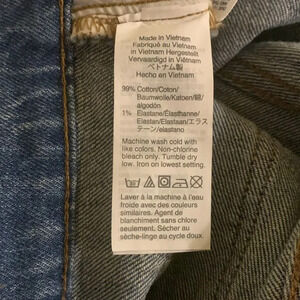 Made in Vietnam
Fabriqué au Vietnam
in Vietnam Hergestellt
Vervaardigd in Vietnam
ベトナム製
Hecho en Vietnam
99% Cotton/Coton/
Baumwolle/Katoen/綿/
algodón
1% Elastane/Elasthanne/
Elastan/Elastaan/エラス
テーン/elastano
Machine wash cold with
like colors. Non-chlorine
bleach only. Tumble dry
low. Iron on lowest setting.
Laver à la machine à l'eau
froide avec des couleurs
similaires. Agent de
blanchiment sans chlore
seulement. Sécher au
sèche-linge au cycle doux.